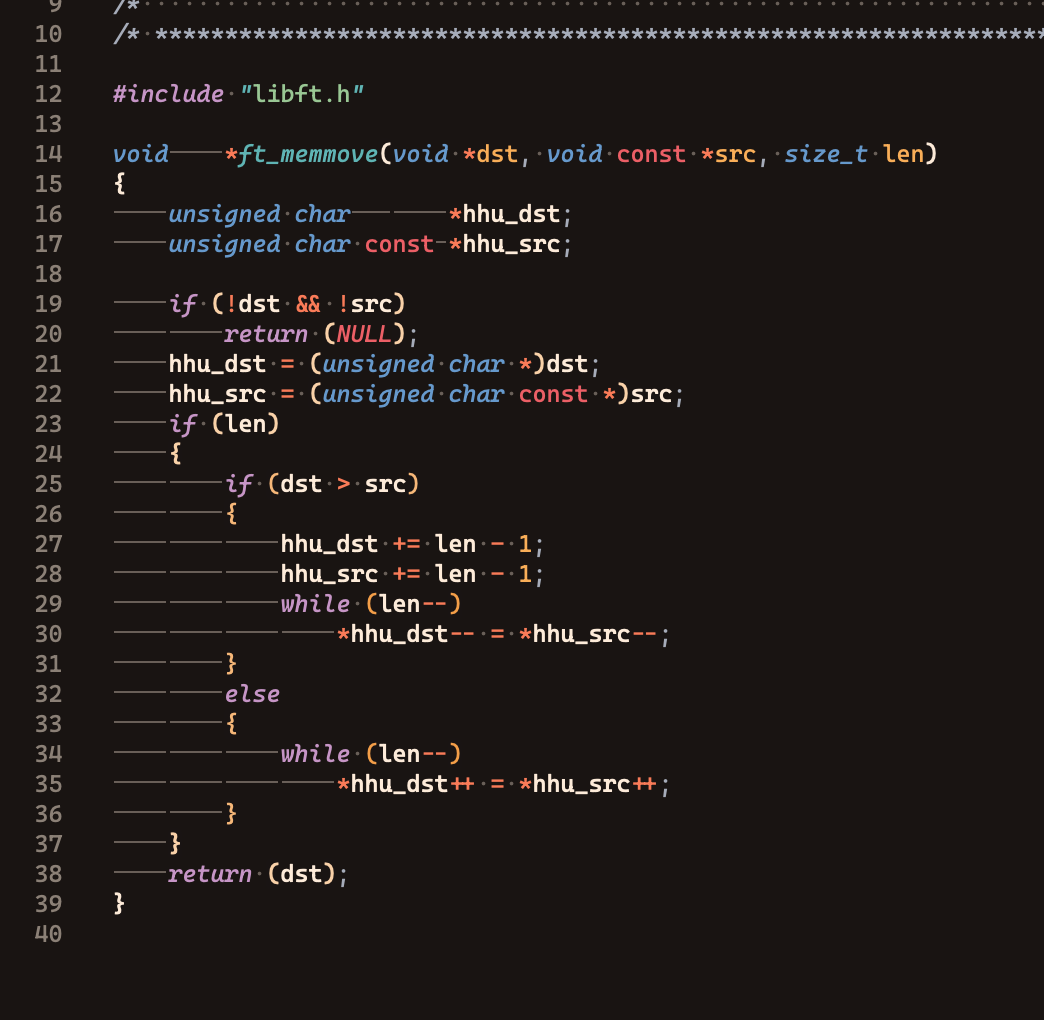 9 /*
10 /* ****************************************************************
11
12 #include "libft.h"
13
14 void *ft_memmove(void *dst, void const *src, size_t len)
15 {
16 unsigned char *hhu_dst;
17 unsigned char const *hhu_src;
18
19 if (!dst && !src)
20 return (NULL);
21 hhu_dst = (unsigned char *)dst;
22 hhu_src = (unsigned char const *)src;
23 if (len)
24 {
25 if (dst > src)
26 {
27 hhu_dst += len - 1;
28 hhu_src += len - 1;
29 while (len--)
30 *hhu_dst-- = *hhu_src--;
31 }
32 else
33 {
34 while (len--)
35 *hhu_dst++ = *hhu_src++;
36 }
37 }
38 return (dst);
39 }
40